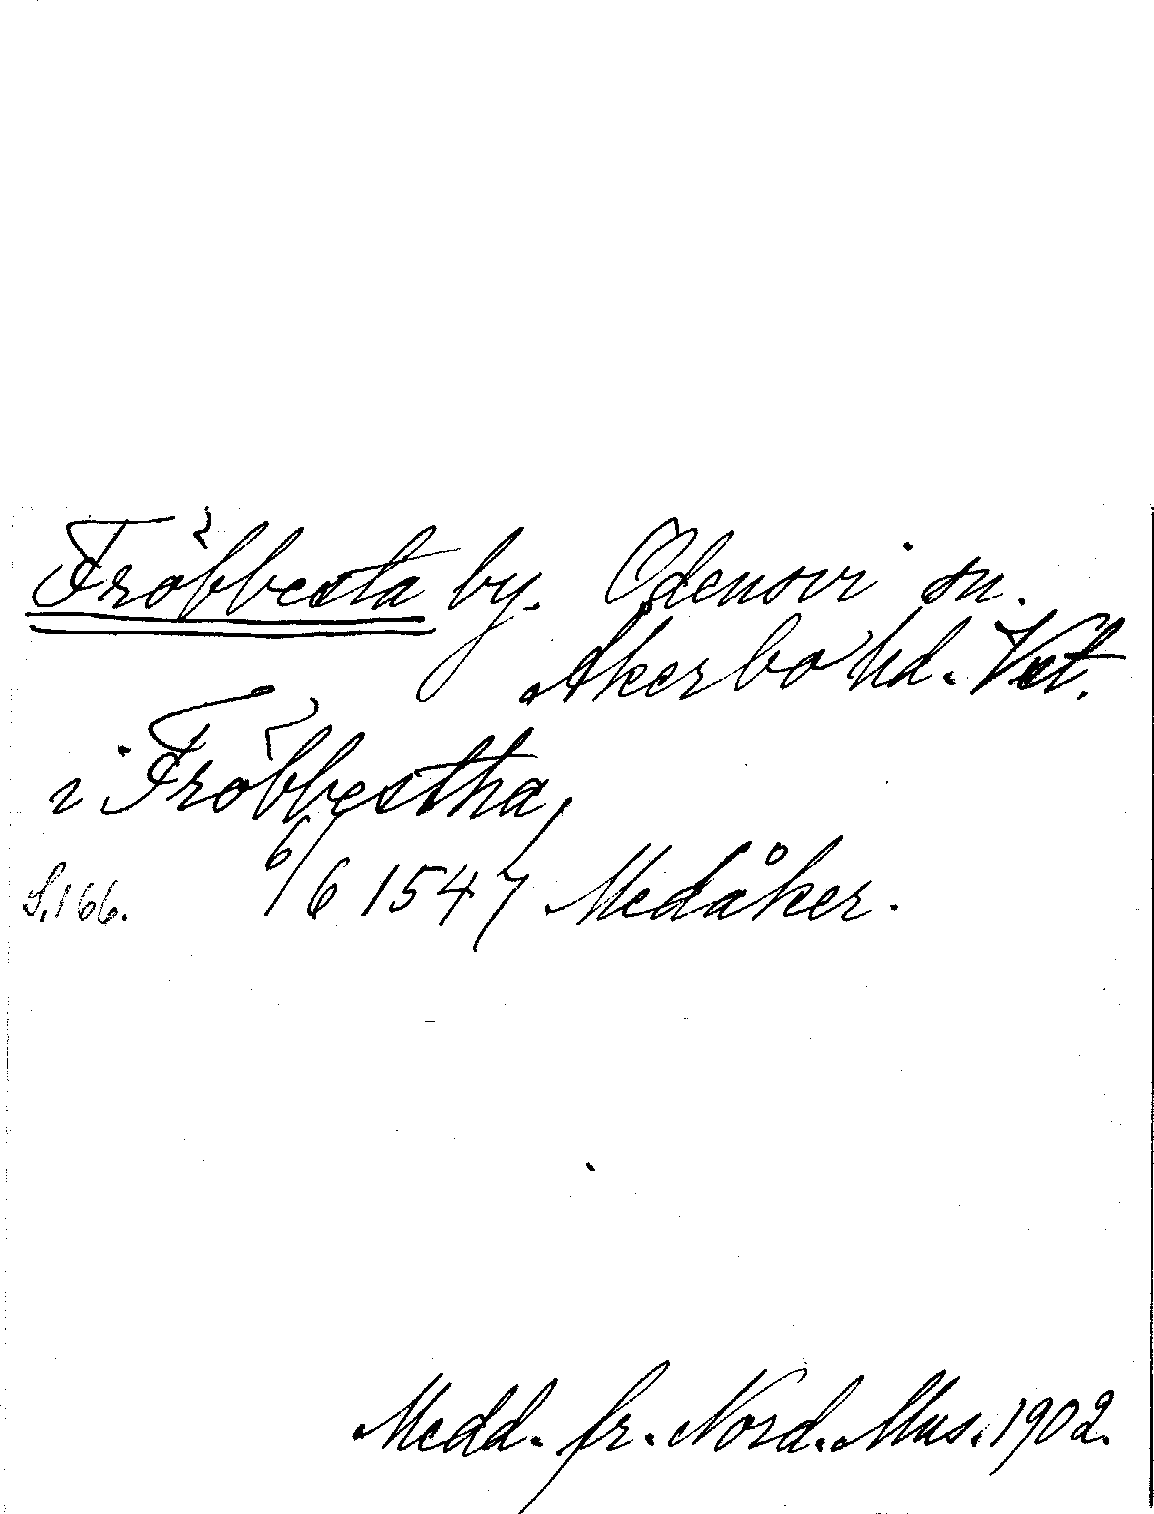 Fröbbesta by. Odensvi sn.
Åkerbo hd. Vstm.
i Fröbbestha,
S. 166. 6/6 1547 Medåker.
Medd. fr. Nord. Mus. 1902.